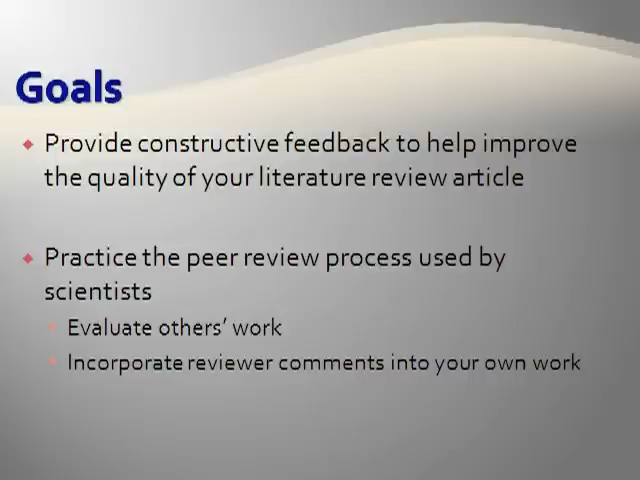 Goals
Provide constructive feedback to help improve
the quality of your literature review article
Practice the peer review process used by
scientists
Evaluate others’ work
Incorporate reviewer comments into your own work